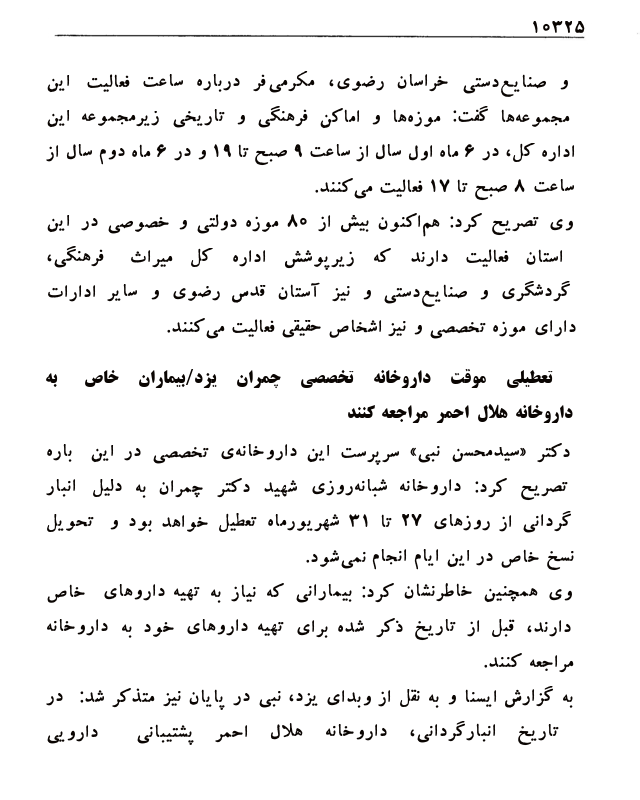 ۱۰۳۲۵
و صنایع‌دستی خراسان رضوی، مکرمی‌فر درباره ساعت فعالیت این
مجموعه‌ها گفت: موزه‌ها و اماکن فرهنگی و تاریخی زیرمجموعه این
اداره کل، در ۶ ماه اول سال از ساعت ۹ صبح تا ۱۹ و در ۶ ماه دوم سال از
ساعت ۸ صبح تا ۱۷ فعالیت می‌کنند.
وی تصریح کرد: هم‌اکنون بیش از ۸۰ موزه دولتی و خصوصی در این
استان فعالیت دارند که زیرپوشش اداره کل میراث فرهنگی،
گردشگری و صنایع‌دستی و نیز آستان قدس رضوی و سایر ادارات
دارای موزه تخصصی و نیز اشخاص حقیقی فعالیت می‌کنند.
تعطیلی موقت داروخانه تخصصی چمران یزد/بیماران خاص به
داروخانه هلال احمر مراجعه کنند
دکتر «سیدمحسن نبی» سرپرست این داروخانه‌ی تخصصی در این باره
تصریح کرد: داروخانه شبانه‌روزی شهید دکتر چمران به دلیل انبار
گردانی از روزهای ۲۷ تا ۳۱ شهریورماه تعطیل خواهد بود و تحویل
نسخ خاص در این ایام انجام نمی‌شود.
وی همچنین خاطرنشان کرد: بیمارانی که نیاز به تهیه داروهای خاص
دارند، قبل از تاریخ ذکر شده برای تهیه داروهای خود به داروخانه
مراجعه کنند.
به گزارش ایسنا و به نقل از وبدای یزد، نبی در پایان نیز متذکر شد: در
تاریخ انبارگردانی، داروخانه هلال احمر پشتیبانی دارویی